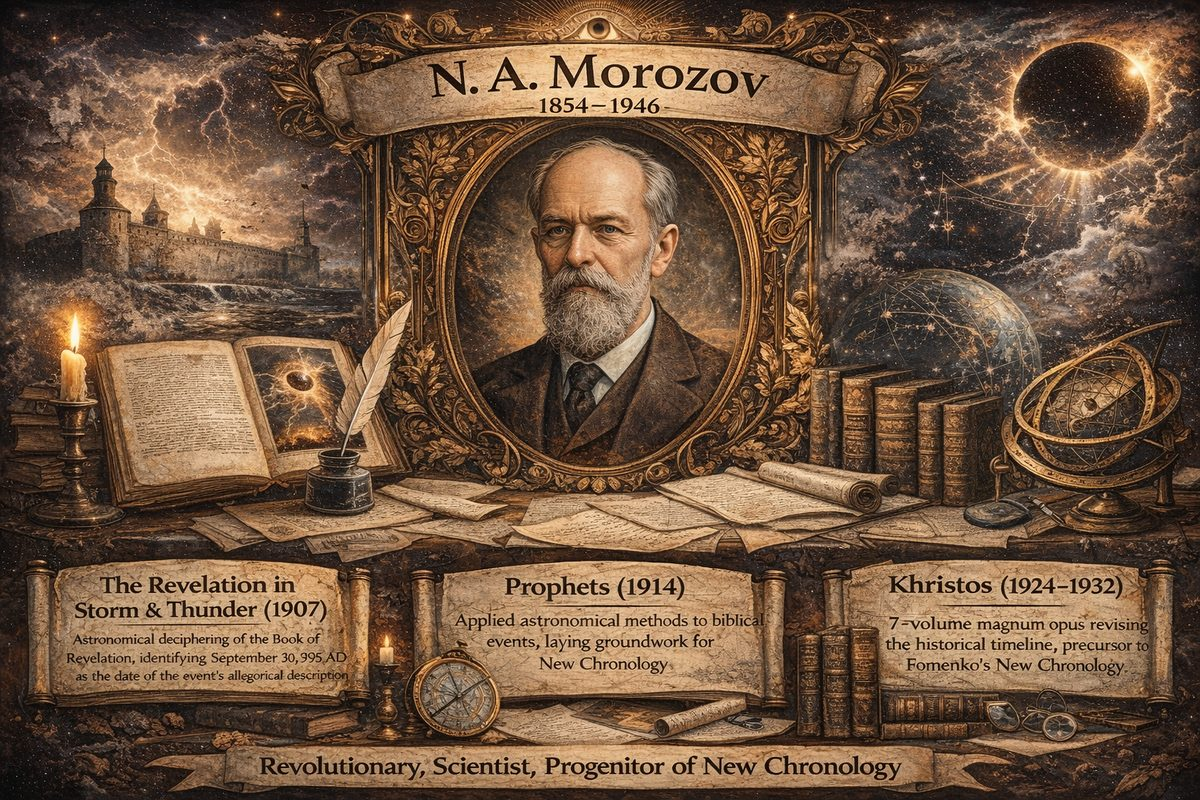 N. A. Morozov
1854–1946
The Revelation in
Storm & Thunder (1907)
Astronomical deciphering of the Book of
Revelation, identifying September 30, 995 AD
as the date of the event's allegorical description
Prophets (1914)
Applied astronomical methods to biblical
events, laying groundwork for
New Chronology.
Khristos (1924–1932)
7-volume magnum opus revising
the historical timeline, precursor to
Fomenko's New Chronology.
Revolutionary, Scientist, Progenitor of New Chronology